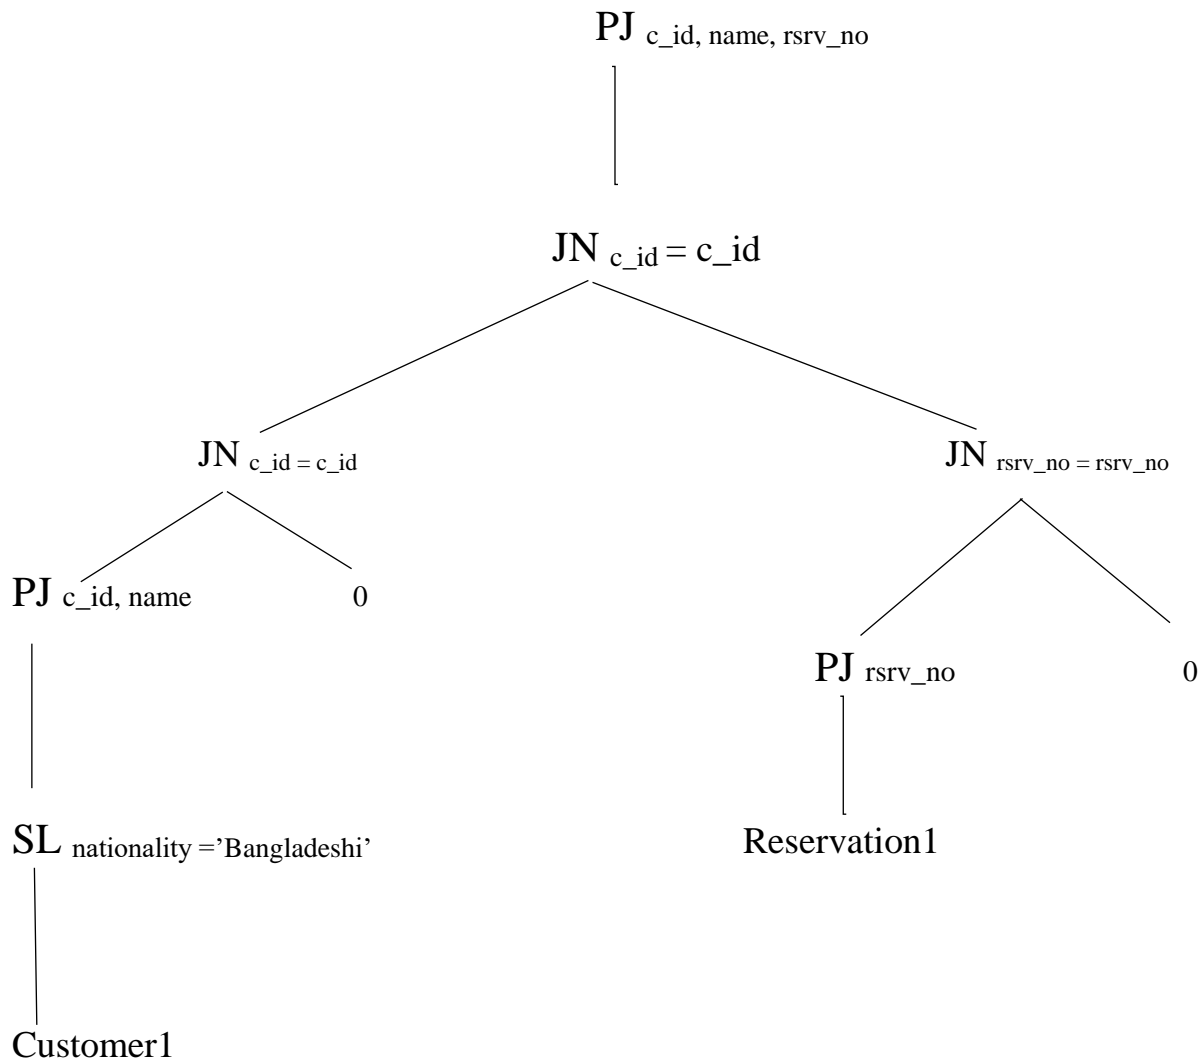 PJ c_id, name, rsrv_no
JN c_id = c_id
JN c_id = c_id
JN rsrv_no = rsrv_no
PJ c_id, name
0
PJ rsrv_no
0
SL nationality =’Bangladeshi’
Reservation1
Customer1